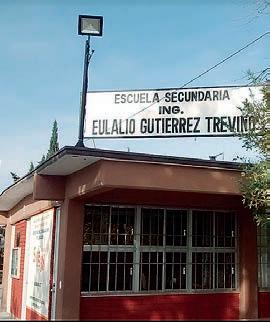 ESCUELA SECUNDARIA
ING.
EULALIO GUTIERREZ TREVIÑO